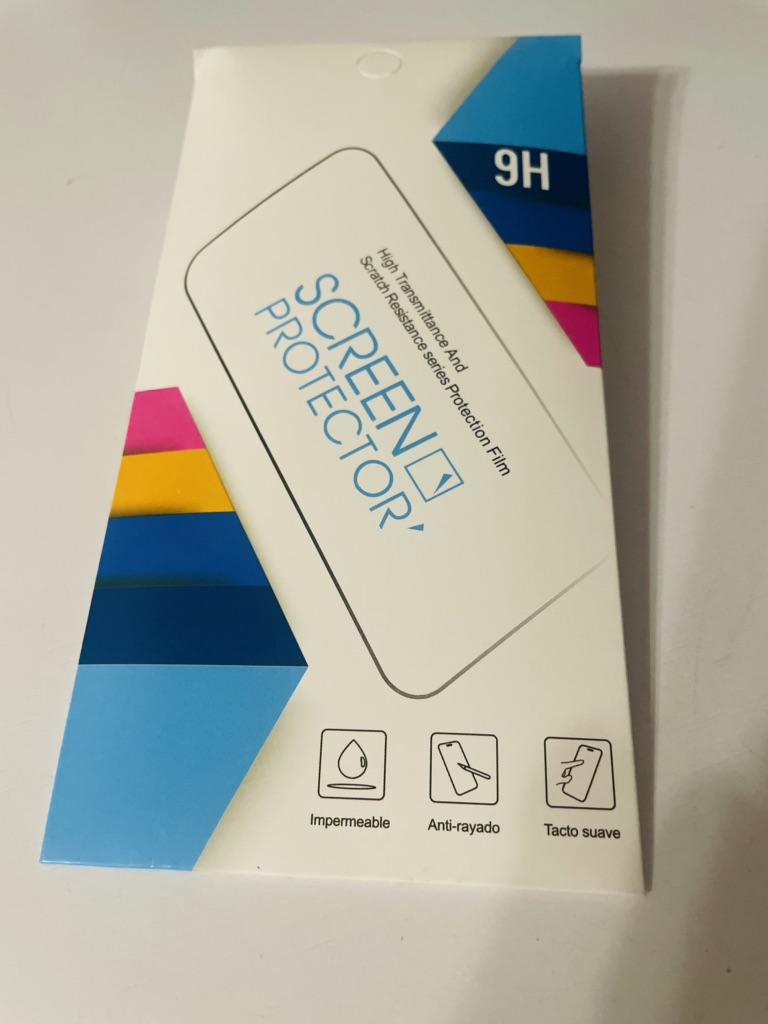 9H
High Transmittance And
Scratch Resistance series Protection Film
SCREEN
PROTECTOR
Impermeable
Anti-rayado
Tacto suave